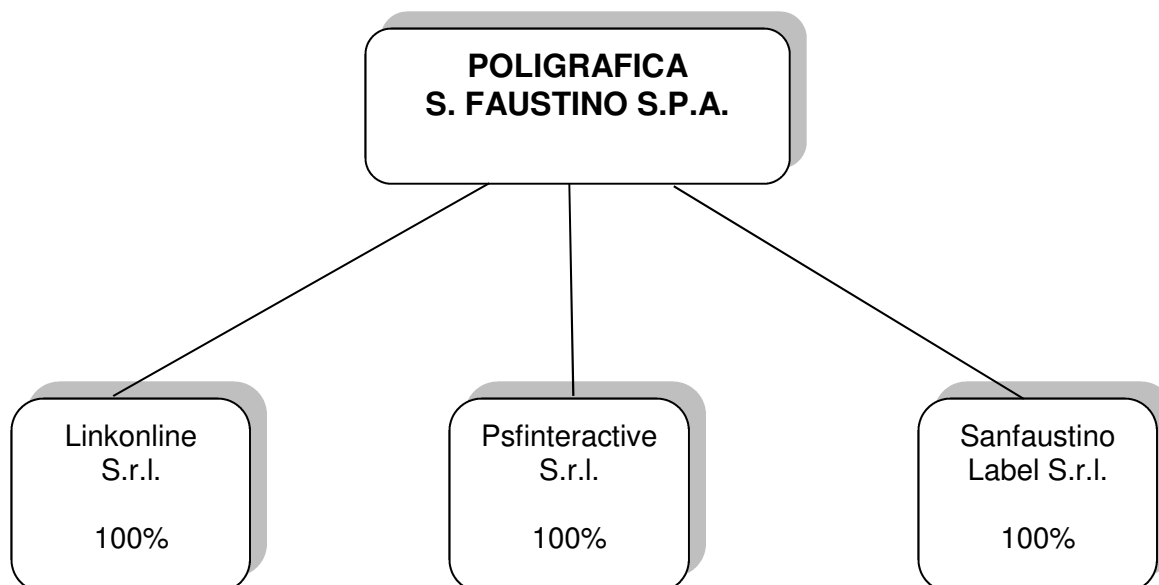 POLIGRAFICA
S. FAUSTINO S.P.A.
Linkonline
S.r.l.
100%
Psfinteractive
S.r.l.
100%
Sanfaustino
Label S.r.l.
100%